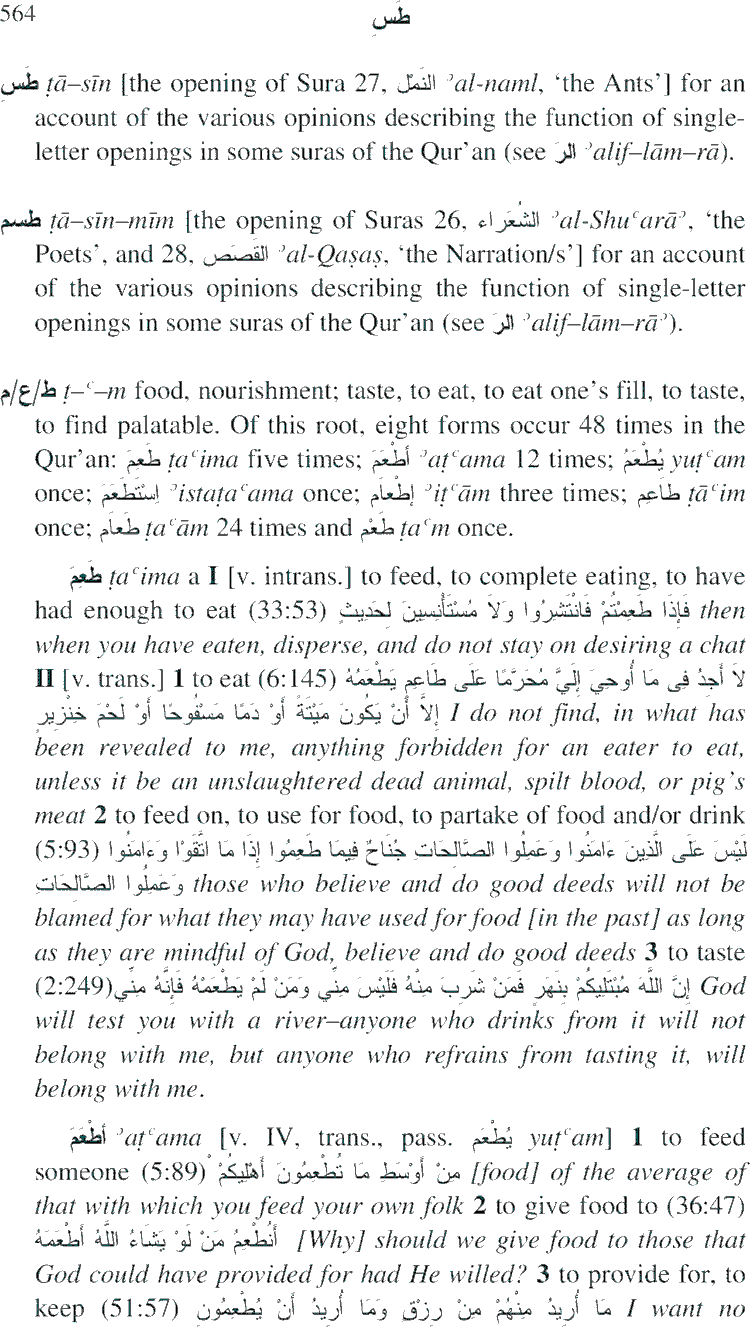 564
طسِ
طَسِ ṭā–sīn [the opening of Sura 27, النَمْل ʾal-naml, ‘the Ants’] for an
account of the various opinions describing the function of single-
letter openings in some suras of the Qur’an (see الرَ ʾalif–lām–rā).
طسم ṭā–sīn–mīm [the opening of Suras 26, الشُعَراء ʾal-Shuʿarāʾ, ‘the
Poets’, and 28, القَصَص ʾal-Qaṣaṣ, ‘the Narration/s’] for an account
of the various opinions describing the function of single-letter
openings in some suras of the Qur’an (see الرَ ʾalif–lām–rāʾ).
ط/ع/م ṭ–ʿ–m food, nourishment; taste, to eat, to eat one’s fill, to taste,
to find palatable. Of this root, eight forms occur 48 times in the
Qur’an: طَعِمَ ṭaʿima five times; أَطْعَمَ ʾaṭʿama 12 times; يُطْعَمُ yuṭʿam
once; اِسْتَطْعَمَ ʾistaṭaʿama once; إطْعام ʾiṭʿām three times; طَاعِم ṭāʿim
once; طَعَام ṭaʿām 24 times and طَعْم ṭaʿm once.
طَعِمَ ṭaʿima a I [v. intrans.] to feed, to complete eating, to have
had enough to eat (33:53) فَإِذَا طَعِمْتُمْ فَانْتَشِرُوا وَلاَ مُسْتَأْنِسِينَ لِحَدِيثٍ then
when you have eaten, disperse, and do not stay on desiring a chat
II [v. trans.] 1 to eat (6:145) لاَ أَجِدُ فِى مَا أُوحِيَ إِلَيَّ مُحَرَّمًا عَلَى طَاعِمٍ يَطْعَمُهُ
إِلاَّ أَنْ يَكُونَ مَيْتَةً أَوْ دَمًا مَسْفُوحًا أَوْ لَحْمَ خِنْزِيرٍ I do not find, in what has
been revealed to me, anything forbidden for an eater to eat,
unless it be an unslaughtered dead animal, spilt blood, or pig’s
meat 2 to feed on, to use for food, to partake of food and/or drink
(5:93) لَيْسَ عَلَى الَّذِينَ ءَامَنُوا وَعَمِلُوا الصَّالِحَاتِ جُنَاحٌ فِيمَا طَعِمُوا إِذَا مَا اتَّقَوْا وَءَامَنُوا
وَعَمِلُوا الصَّالِحَاتِ those who believe and do good deeds will not be
blamed for what they may have used for food [in the past] as long
as they are mindful of God, believe and do good deeds 3 to taste
(2:249) إِنَّ اللَّهَ مُبْتَلِيكُمْ بِنَهَرٍ فَمَنْ شَرِبَ مِنْهُ فَلَيْسَ مِنِّي وَمَنْ لَمْ يَطْعَمْهُ فَإِنَّهُ مِنِّي God
will test you with a river–anyone who drinks from it will not
belong with me, but anyone who refrains from tasting it, will
belong with me.
أَطْعَمَ ʾaṭʿama [v. IV, trans., pass. يُطْعَم yuṭʿam] 1 to feed
someone (5:89) مِنْ أَوْسَطِ مَا تُطْعِمُونَ أَهْلِيكُمْ [food] of the average of
that with which you feed your own folk 2 to give food to (36:47)
أَنُطْعِمُ مَنْ لَوْ يَشَاءُ اللَّهُ أَطْعَمَهُ [Why] should we give food to those that
God could have provided for had He willed? 3 to provide for, to
keep (51:57) مَا أُرِيدُ مِنْهُمْ مِنْ رِزْقٍ وَمَا أُرِيدُ أَنْ يُطْعِمُونِ I want no